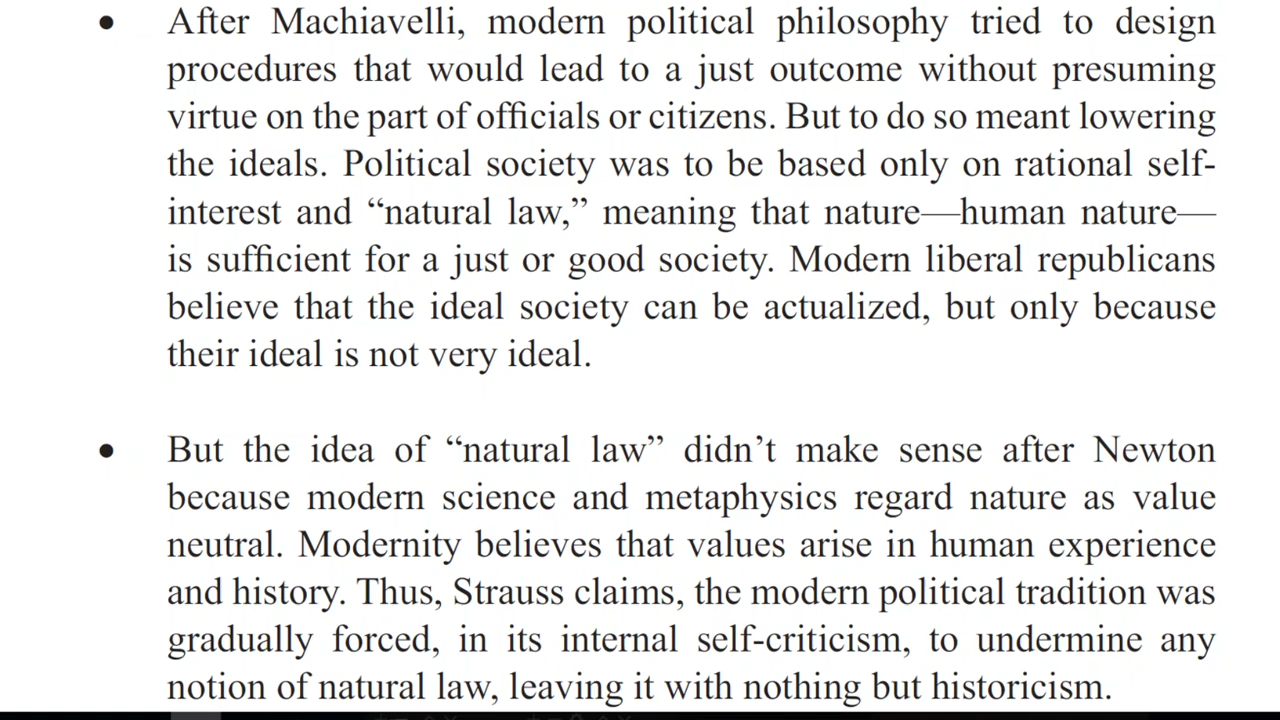 • After Machiavelli, modern political philosophy tried to design
procedures that would lead to a just outcome without presuming
virtue on the part of officials or citizens. But to do so meant lowering
the ideals. Political society was to be based only on rational self-
interest and “natural law,” meaning that nature—human nature—
is sufficient for a just or good society. Modern liberal republicans
believe that the ideal society can be actualized, but only because
their ideal is not very ideal.
• But the idea of “natural law” didn’t make sense after Newton
because modern science and metaphysics regard nature as value
neutral. Modernity believes that values arise in human experience
and history. Thus, Strauss claims, the modern political tradition was
gradually forced, in its internal self-criticism, to undermine any
notion of natural law, leaving it with nothing but historicism.